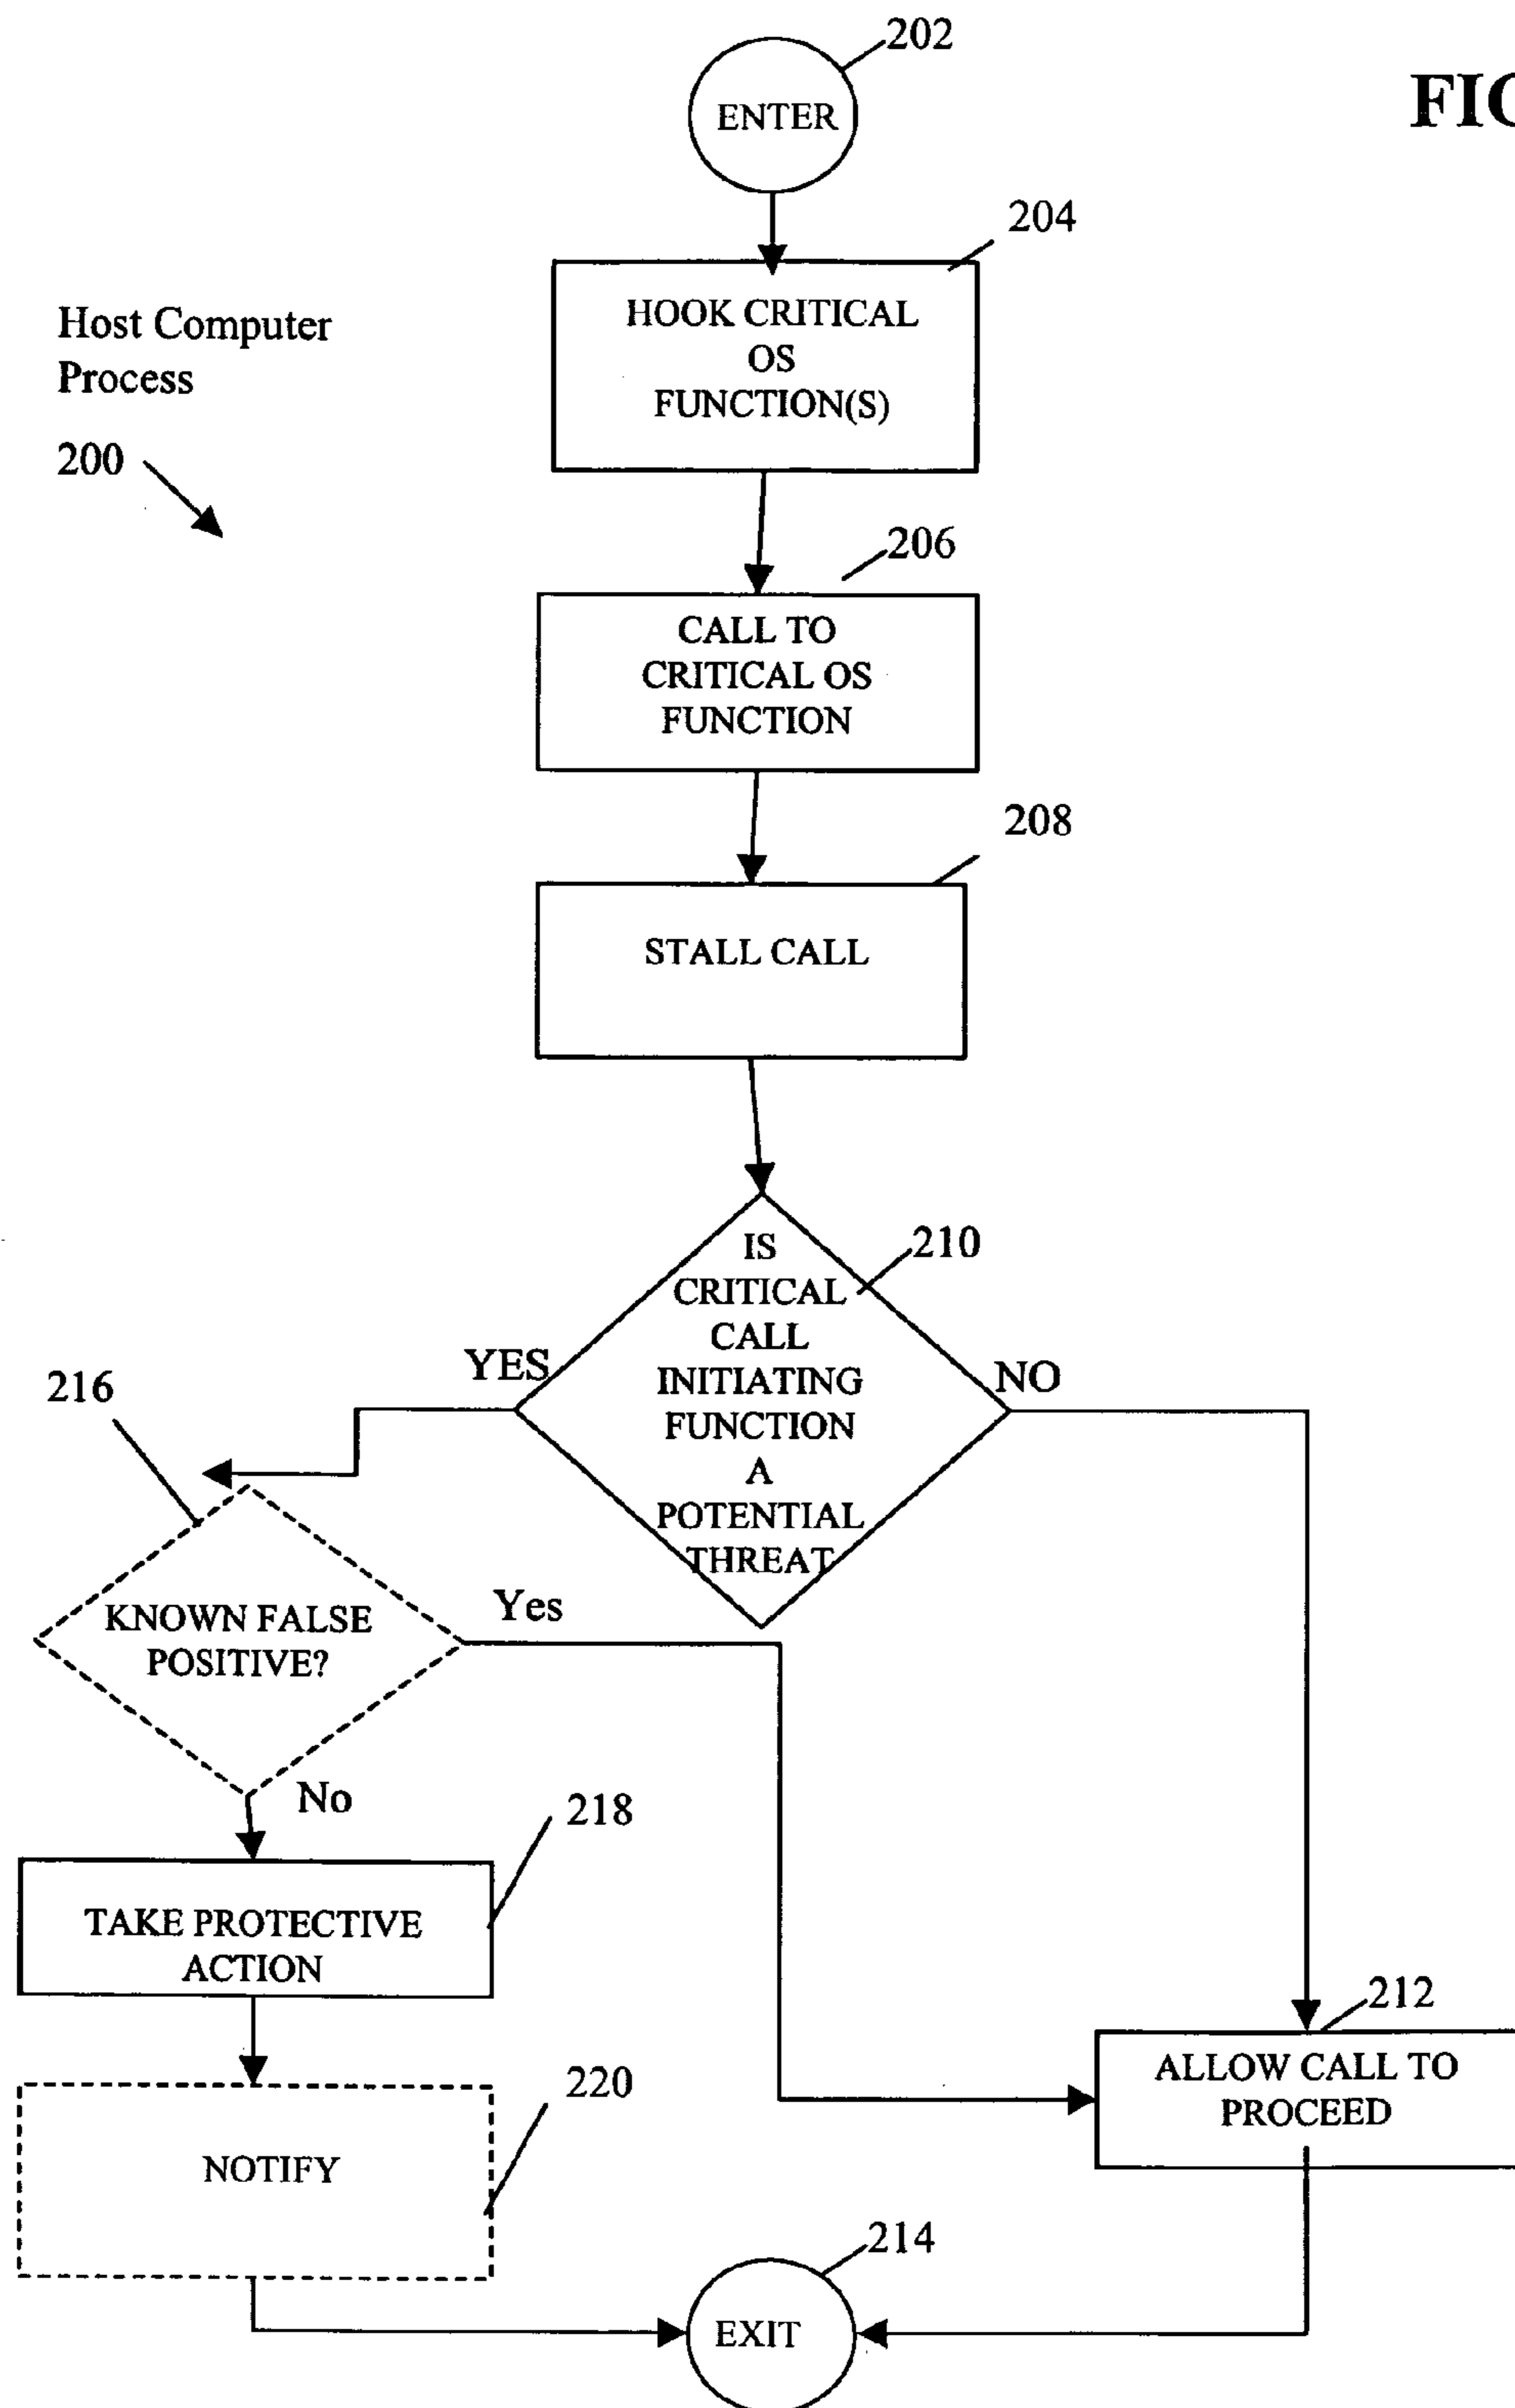 202
FIG
ENTER
204
HOOK CRITICAL
OS
FUNCTION(S)
Host Computer
Process
200
206
CALL TO
CRITICAL OS
FUNCTION
208
STALL CALL
210
IS
CRITICAL
CALL
INITIATING
FUNCTION
A
POTENTIAL
THREAT
YES
NO
216
KNOWN FALSE
POSITIVE?
Yes
No
218
TAKE PROTECTIVE
ACTION
212
ALLOW CALL TO
PROCEED
220
NOTIFY
214
EXIT